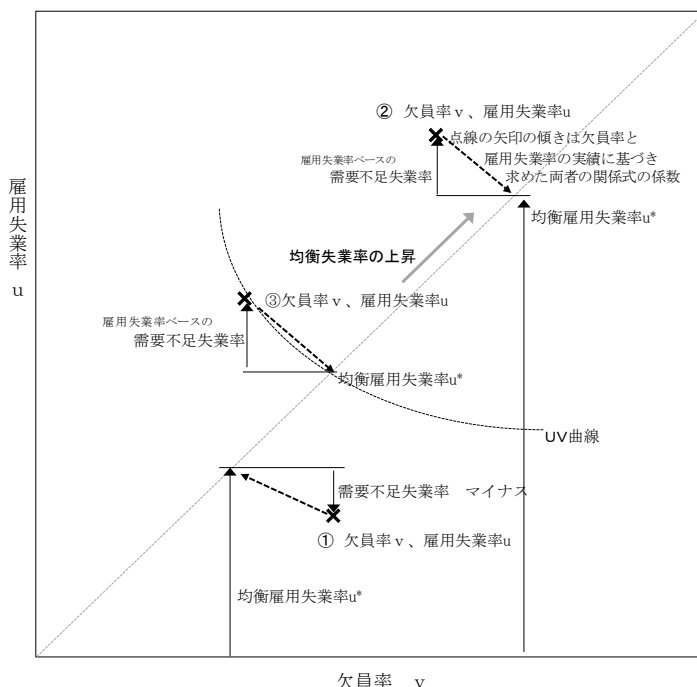 ② 欠員率ｖ、雇用失業率u
点線の矢印の傾きは欠員率と
雇用失業率の実績に基づき
求めた両者の関係式の係数
雇用失業率ベースの
需要不足失業率
均衡雇用失業率u*
均衡失業率の上昇
雇用失業率 u
③欠員率ｖ、雇用失業率u
雇用失業率ベースの
需要不足失業率
均衡雇用失業率u*
UV曲線
需要不足失業率　マイナス
① 欠員率ｖ、雇用失業率u
均衡雇用失業率u*
欠員率　ｖ